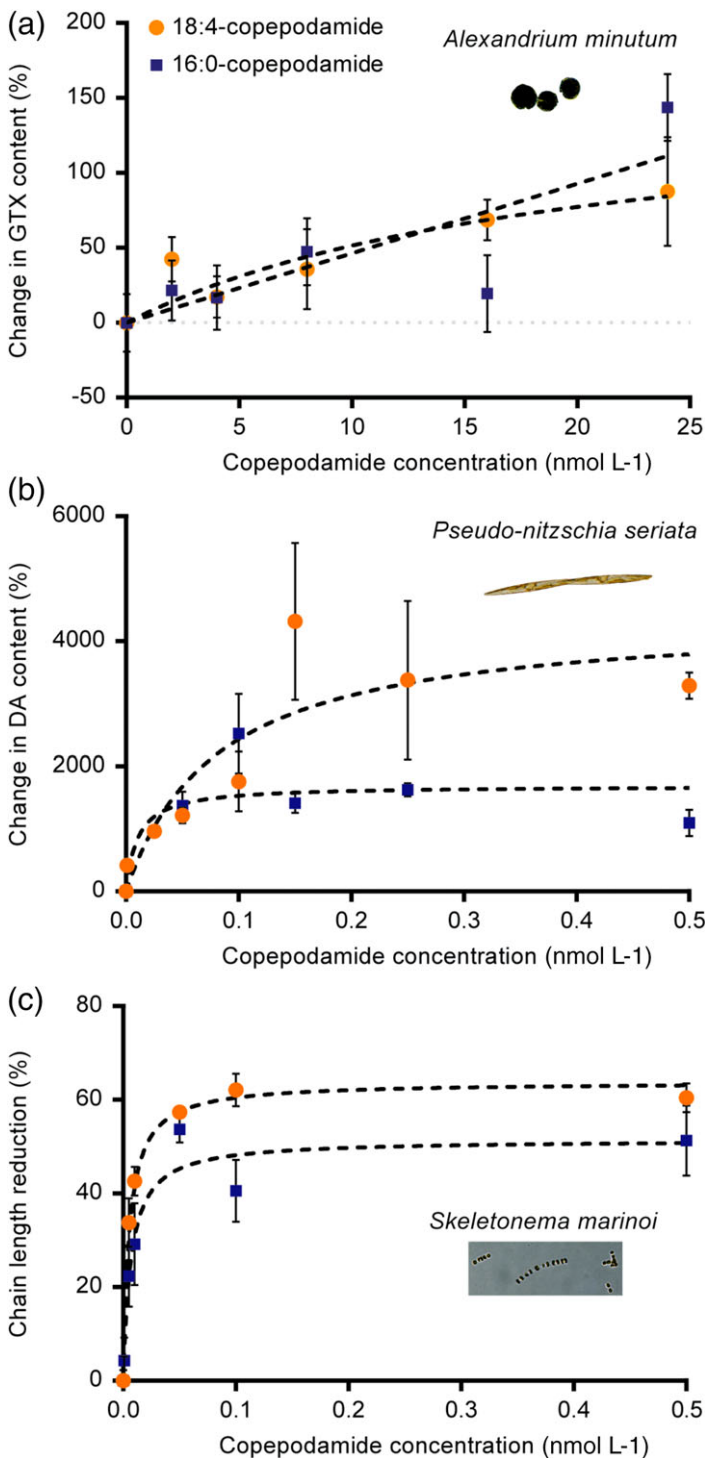 (a)
18:4-copepodamide
16:0-copepodamide
Alexandrium minutum
Change in GTX content (%)
200
150
100
50
0
-50
0 5 10 15 20 25
Copepodamide concentration (nmol L-1)
(b)
Pseudo-nitzschia seriata
Change in DA content (%)
6000
4000
2000
0
0.0 0.1 0.2 0.3 0.4 0.5
Copepodamide concentration (nmol L-1)
(c)
Chain length reduction (%)
80
60
40
20
0
Skeletonema marinoi
0.0 0.1 0.2 0.3 0.4 0.5
Copepodamide concentration (nmol L-1)